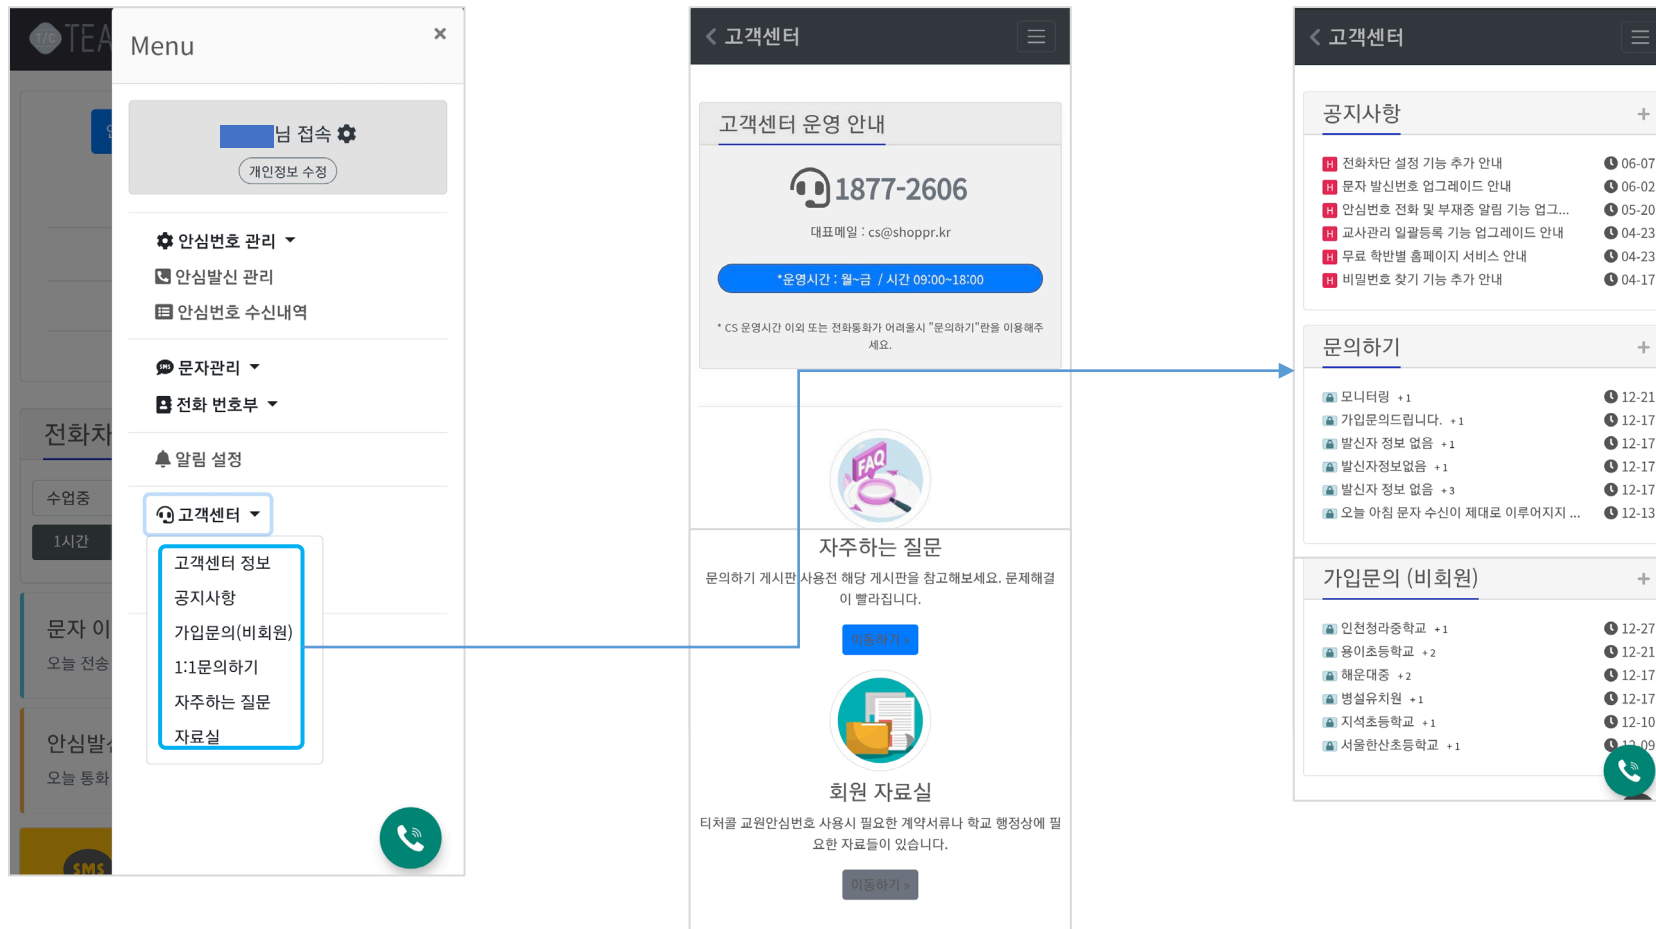 T/C TEA
전화차
수업중
1시간
문자 이
오늘 전송
안심발신
오늘 통화
SMS
Menu
×
님 접속
개인정보 수정
안심번호 관리
안심발신 관리
안심번호 수신내역
문자관리
전화 번호부
알림 설정
고객센터
고객센터 정보
공지사항
가입문의(비회원)
1:1문의하기
자주하는 질문
자료실
고객센터
고객센터 운영 안내
1877-2606
대표메일 : cs@shoppr.kr
*운영시간 : 월~금 / 시간 09:00~18:00
* CS 운영시간 이외 또는 전화통화가 어려울시 "문의하기"란을 이용해주
세요.
FAQ
자주하는 질문
문의하기 게시판 사용전 해당 게시판을 참고해보세요. 문제해결
이 빨라집니다.
이동하기 »
회원 자료실
티처콜 교원안심번호 사용시 필요한 계약서류나 학교 행정상에 필
요한 자료들이 있습니다.
이동하기 »
고객센터
공지사항 +
H 전화차단 설정 기능 추가 안내 06-07
H 문자 발신번호 업그레이드 안내 06-02
H 안심번호 전화 및 부재중 알림 기능 업그... 05-20
H 교사관리 일괄등록 기능 업그레이드 안내 04-23
H 무료 학반별 홈페이지 서비스 안내 04-23
H 비밀번호 찾기 기능 추가 안내 04-17
문의하기 +
모니터링 +1 12-21
가입문의드립니다. +1 12-17
발신자 정보 없음 +1 12-17
발신자정보없음 +1 12-17
발신자 정보 없음 +3 12-17
오늘 아침 문자 수신이 제대로 이루어지지 ... 12-13
가입문의 (비회원) +
인천청라중학교 +1 12-27
용이초등학교 +2 12-21
해운대중 +2 12-17
병설유치원 +1 12-17
지석초등학교 +1 12-10
서울한산초등학교 +1 12-09